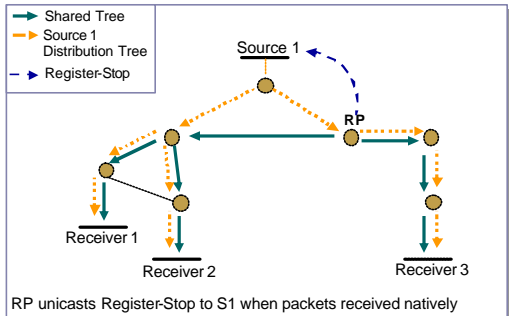 Shared Tree
Source 1
Distribution Tree
Register-Stop
Source 1
RP
Receiver 1
Receiver 2
Receiver 3
RP unicasts Register-Stop to S1 when packets received natively